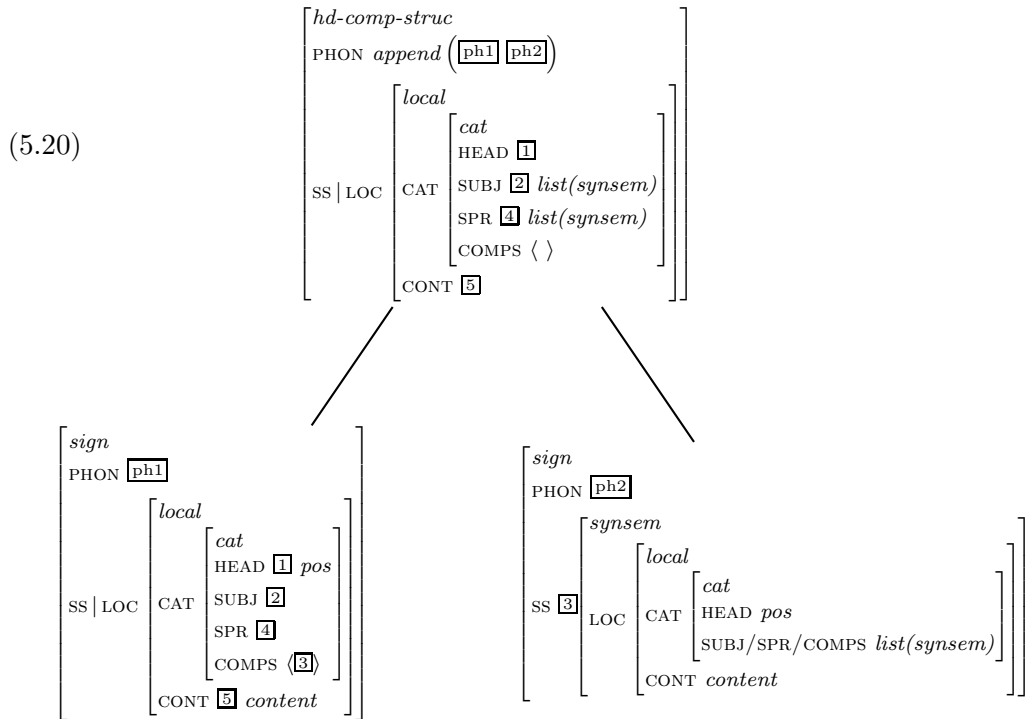 hd-comp-struc
PHON append ( ph1 ph2 )
(5.20)
local
cat
HEAD 1
SUBJ 2 list(synsem)
SS | LOC CAT
SPR 4 list(synsem)
COMPS ⟨ ⟩
CONT 5
sign
PHON ph1
local
cat
HEAD 1 pos
SUBJ 2
SS | LOC CAT
SPR 4
COMPS ⟨ 3 ⟩
CONT 5 content
sign
PHON ph2
synsem
local
cat
SS 3 LOC CAT HEAD pos
SUBJ/SPR/COMPS list(synsem)
CONT content